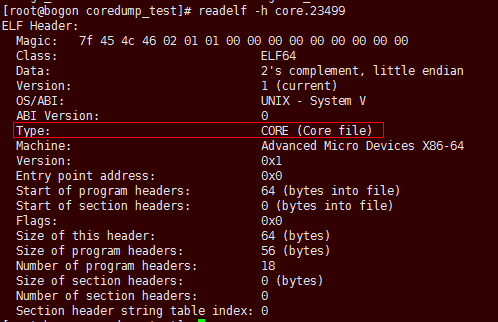 [root@bogon coredump_test]# readelf -h core.23499
ELF Header:
  Magic:   7f 45 4c 46 02 01 01 00 00 00 00 00 00 00 00 00
  Class:                             ELF64
  Data:                              2's complement, little endian
  Version:                           1 (current)
  OS/ABI:                            UNIX - System V
  ABI Version:                       0
  Type:                              CORE (Core file)
  Machine:                           Advanced Micro Devices X86-64
  Version:                           0x1
  Entry point address:               0x0
  Start of program headers:          64 (bytes into file)
  Start of section headers:          0 (bytes into file)
  Flags:                             0x0
  Size of this header:               64 (bytes)
  Size of program headers:           56 (bytes)
  Number of program headers:         18
  Size of section headers:           0 (bytes)
  Number of section headers:         0
  Section header string table index: 0